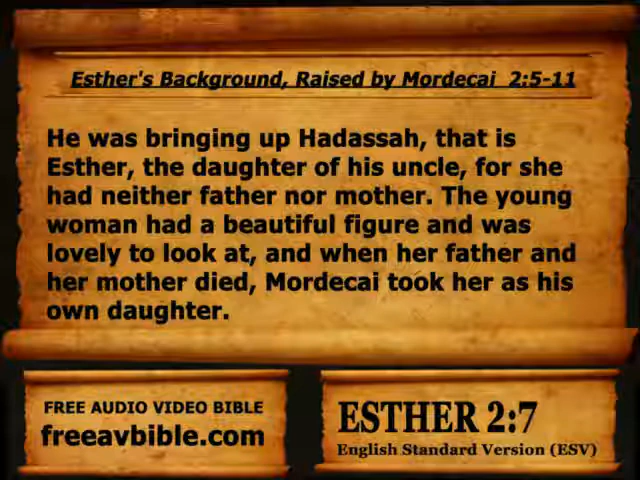 Esther's Background, Raised by Mordecai 2:5-11
He was bringing up Hadassah, that is
Esther, the daughter of his uncle, for she
had neither father nor mother. The young
woman had a beautiful figure and was
lovely to look at, and when her father and
her mother died, Mordecai took her as his
own daughter.
FREE AUDIO VIDEO BIBLE
freeavbible.com
ESTHER 2:7
English Standard Version (ESV)